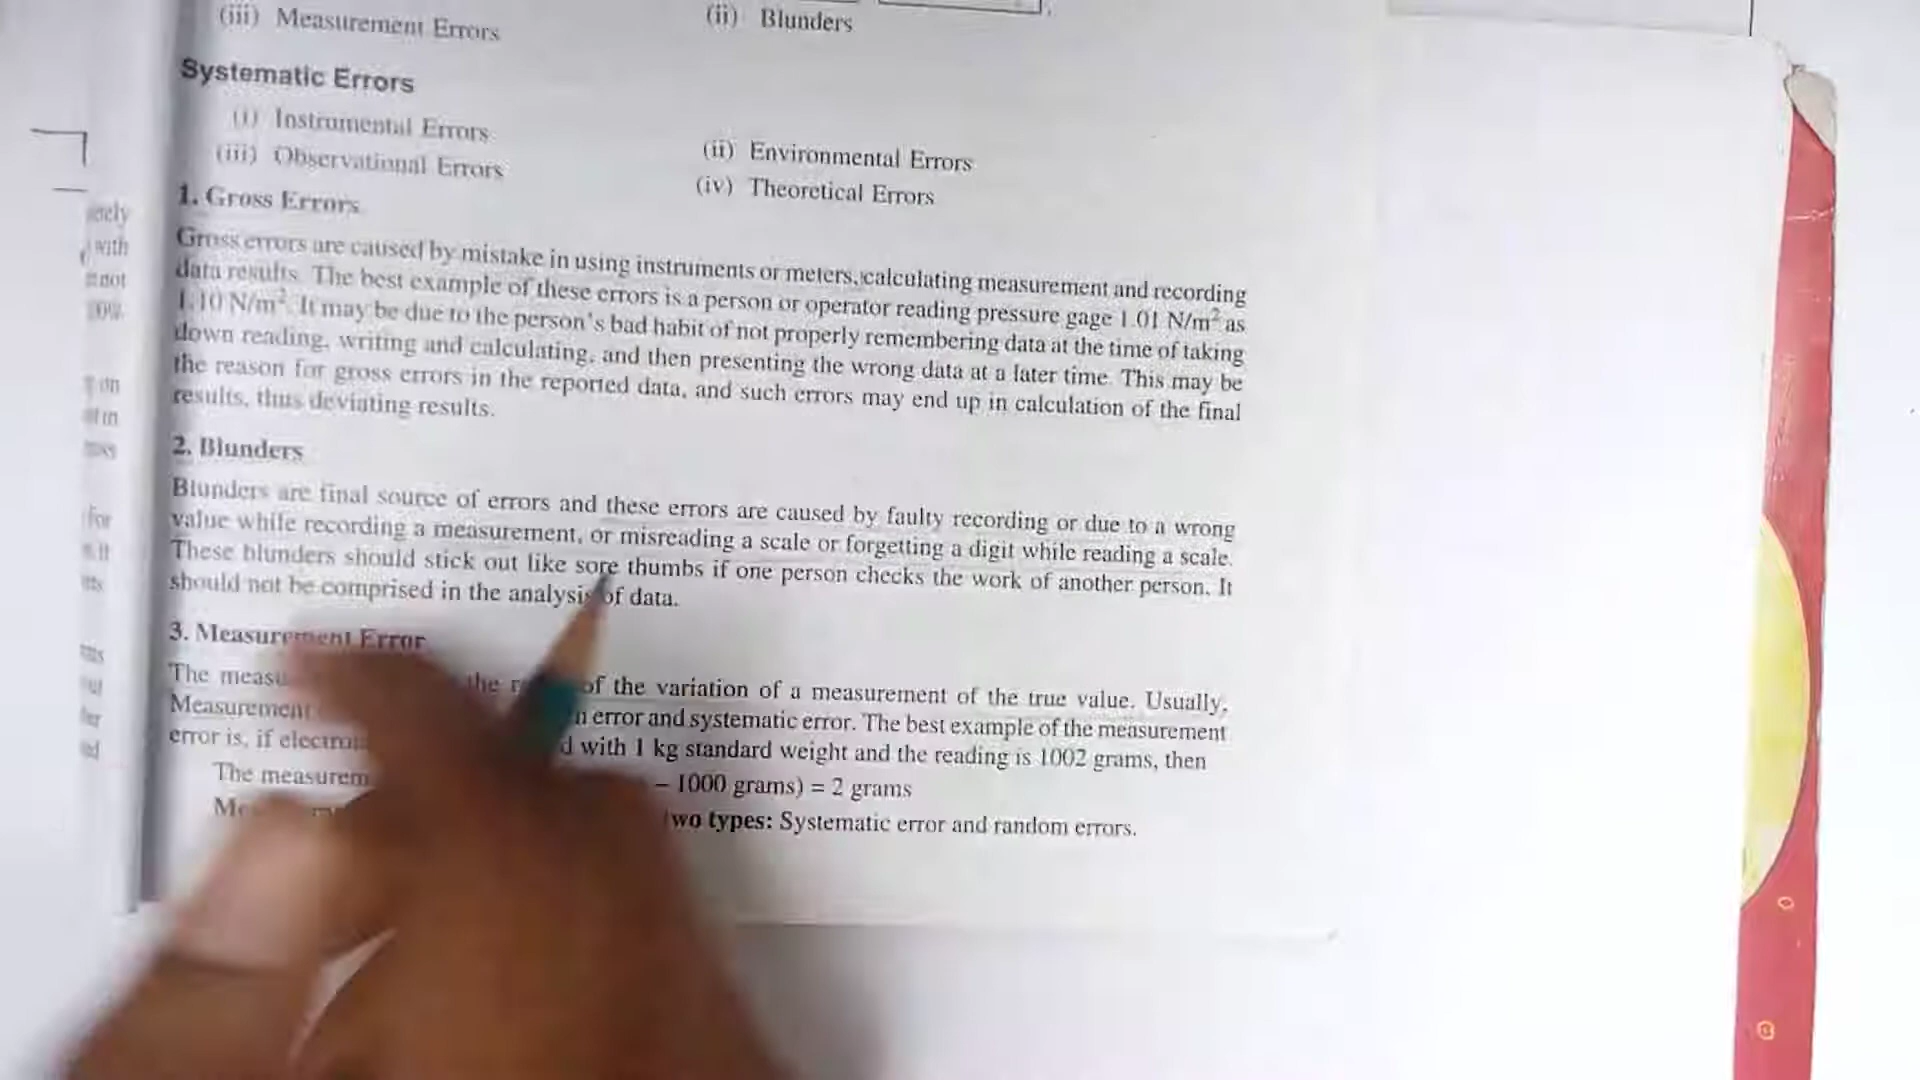 (iii) Measurement Errors
(ii) Blunders
Systematic Errors
(i) Instrumental Errors
(ii) Environmental Errors
(iii) Observational Errors
(iv) Theoretical Errors
1. Gross Errors
Gross errors are caused by mistake in using instruments or meters, calculating measurement and recording
data results. The best example of these errors is a person or operator reading pressure gage 1.01 N/m² as
1.10 N/m². It may be due to the person's bad habit of not properly remembering data at the time of taking
down reading, writing and calculating, and then presenting the wrong data at a later time. This may be
the reason for gross errors in the reported data, and such errors may end up in calculation of the final
results, thus deviating results.
2. Blunders
Blunders are final source of errors and these errors are caused by faulty recording or due to a wrong
value while recording a measurement, or misreading a scale or forgetting a digit while reading a scale.
These blunders should stick out like sore thumbs if one person checks the work of another person. It
should not be comprised in the analysis of data.
3. Measurement Error
The the of the variation of a measurement of the true value. Usually,
Measurement error and systematic error. The best example of the measurement
error is, if with 1 kg standard weight and the reading is 1002 grams, then
The – 1000 grams) = 2 grams
two types: Systematic error and random errors.
with
not
on
for